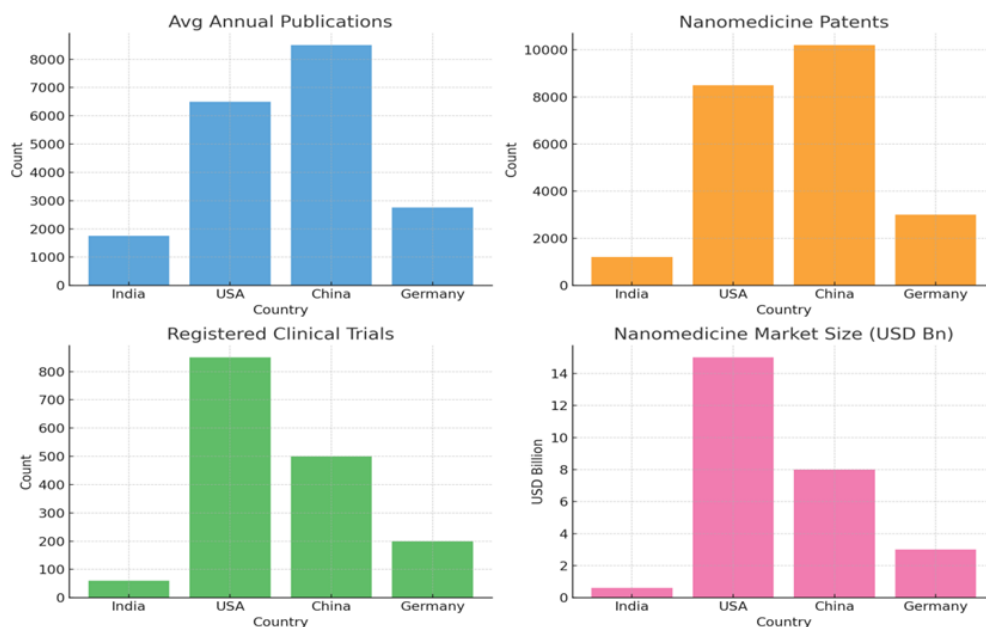 Avg Annual Publications
8000
7000
6000
5000
4000
3000
2000
1000
0
Count
India USA China Germany
Country
Nanomedicine Patents
10000
8000
6000
4000
2000
0
Count
India USA China Germany
Country
Registered Clinical Trials
800
700
600
500
400
300
200
100
0
Count
India USA China Germany
Country
Nanomedicine Market Size (USD Bn)
14
12
10
8
6
4
2
0
USD Billion
India USA China Germany
Country